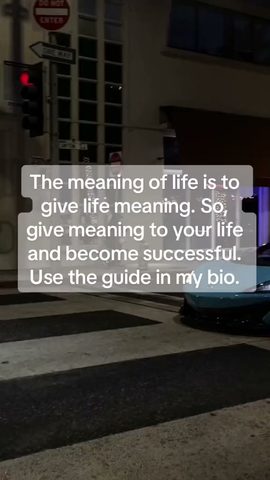 DO NOT
ENTER
The meaning of life is to
give life meaning. So,
give meaning to your life
and become successful.
Use the guide in my bio.